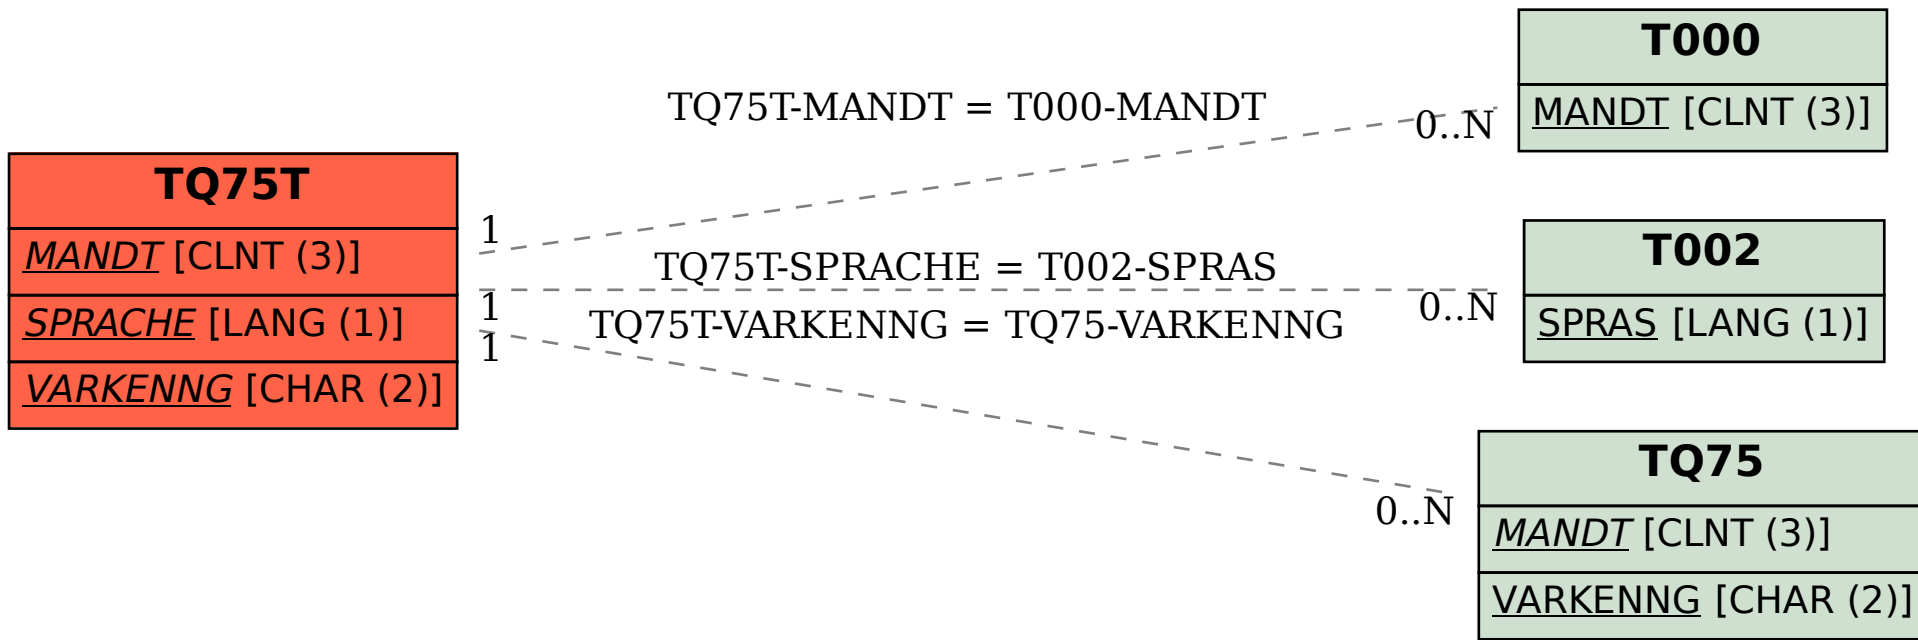 TQ75T
MANDT [CLNT (3)]
SPRACHE [LANG (1)]
VARKENNG [CHAR (2)]
TQ75T-MANDT = T000-MANDT
1
0..N
TQ75T-SPRACHE = T002-SPRAS
1
0..N
TQ75T-VARKENNG = TQ75-VARKENNG
1
0..N
T000
MANDT [CLNT (3)]
T002
SPRAS [LANG (1)]
TQ75
MANDT [CLNT (3)]
VARKENNG [CHAR (2)]